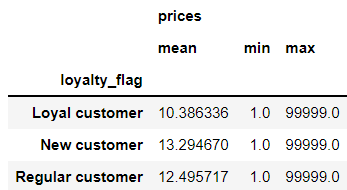 prices
mean min max
loyalty_flag
Loyal customer 10.386336 1.0 99999.0
New customer 13.294670 1.0 99999.0
Regular customer 12.495717 1.0 99999.0